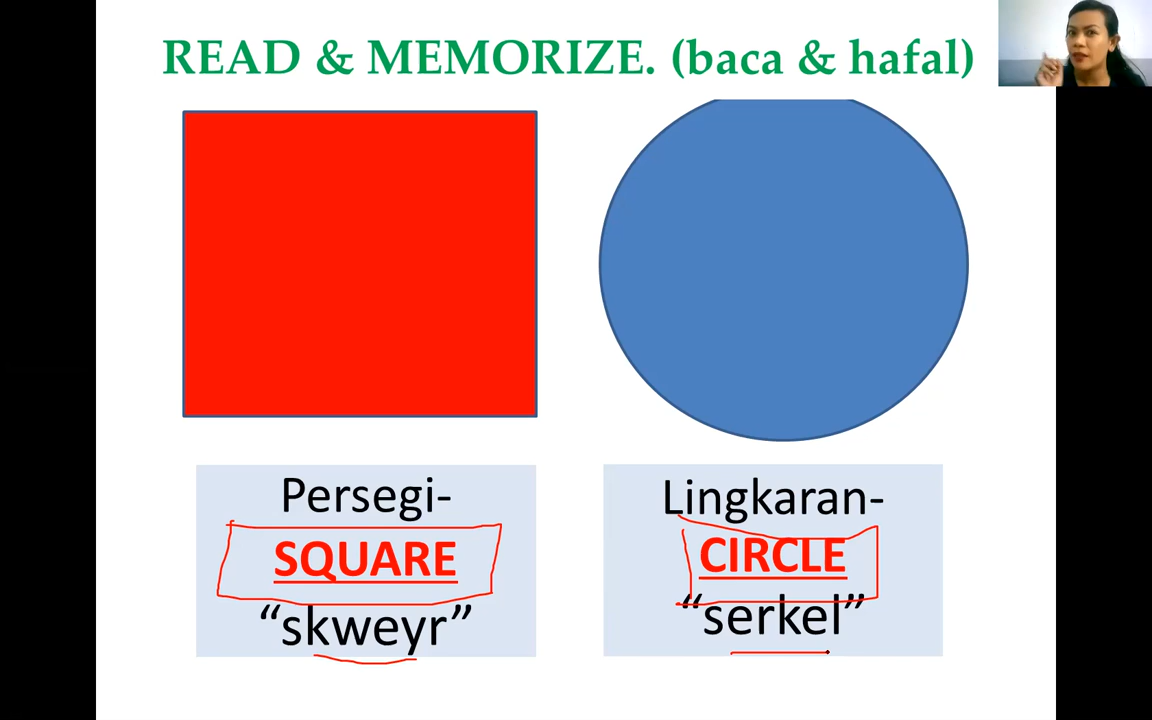 READ & MEMORIZE. (baca & hafal)
Persegi-
SQUARE
“skweyr”
Lingkaran-
CIRCLE
“serkel”